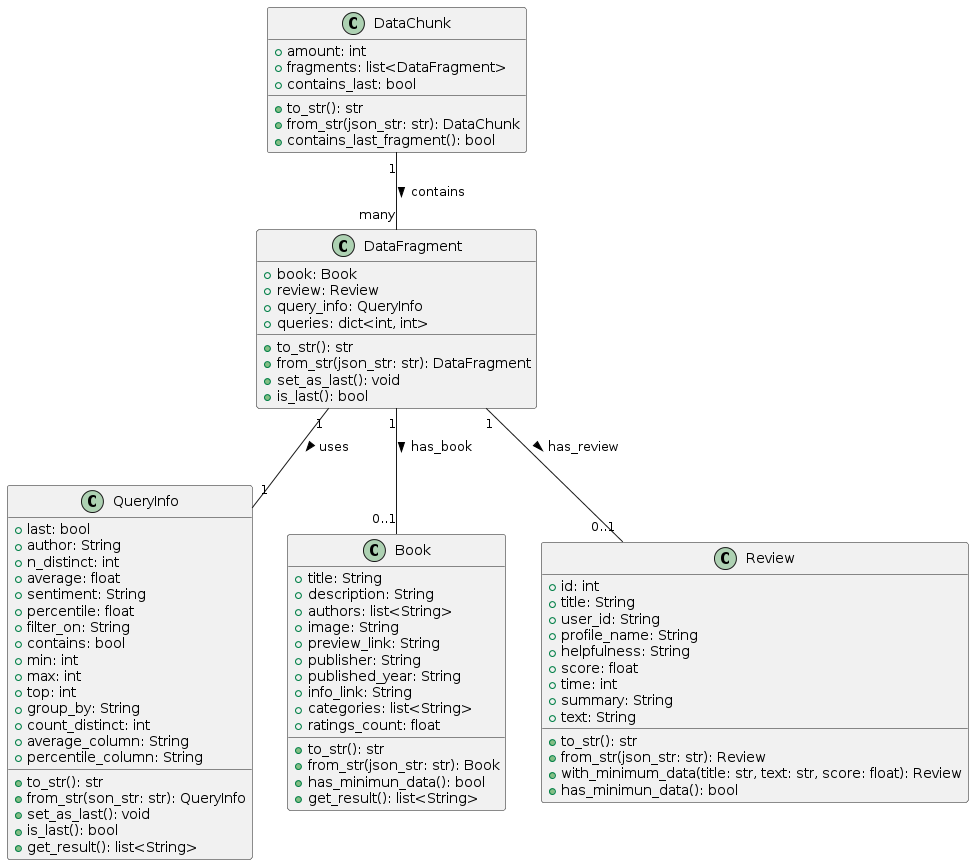 C DataChunk
amount: int
fragments: list<DataFragment>
contains_last: bool
to_str(): str
from_str(json_str: str): DataChunk
contains_last_fragment(): bool
1
contains
many
C DataFragment
book: Book
review: Review
query_info: QueryInfo
queries: dict<int, int>
to_str(): str
from_str(json_str: str): DataFragment
set_as_last(): void
is_last(): bool
1
uses
1
1
has_book
0..1
1
has_review
0..1
C QueryInfo
last: bool
author: String
n_distinct: int
average: float
sentiment: String
percentile: float
filter_on: String
contains: bool
min: int
max: int
top: int
group_by: String
count_distinct: int
average_column: String
percentile_column: String
to_str(): str
from_str(son_str: str): QueryInfo
set_as_last(): void
is_last(): bool
get_result(): list<String>
C Book
title: String
description: String
authors: list<String>
image: String
preview_link: String
publisher: String
published_year: String
info_link: String
categories: list<String>
ratings_count: float
to_str(): str
from_str(json_str: str): Book
has_minimun_data(): bool
get_result(): list<String>
C Review
id: int
title: String
user_id: String
profile_name: String
helpfulness: String
score: float
time: int
summary: String
text: String
to_str(): str
from_str(json_str: str): Review
with_minimum_data(title: str, text: str, score: float): Review
has_minimun_data(): bool